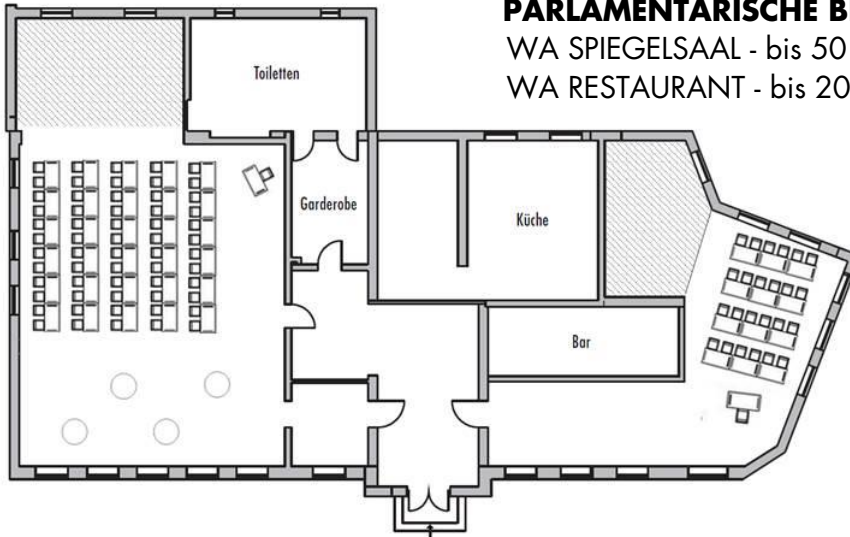 PARLAMENTARISCHE
WA SPIEGELSAAL - bis 50
WA RESTAURANT - bis 20
Toiletten
Garderobe
Küche
Bar